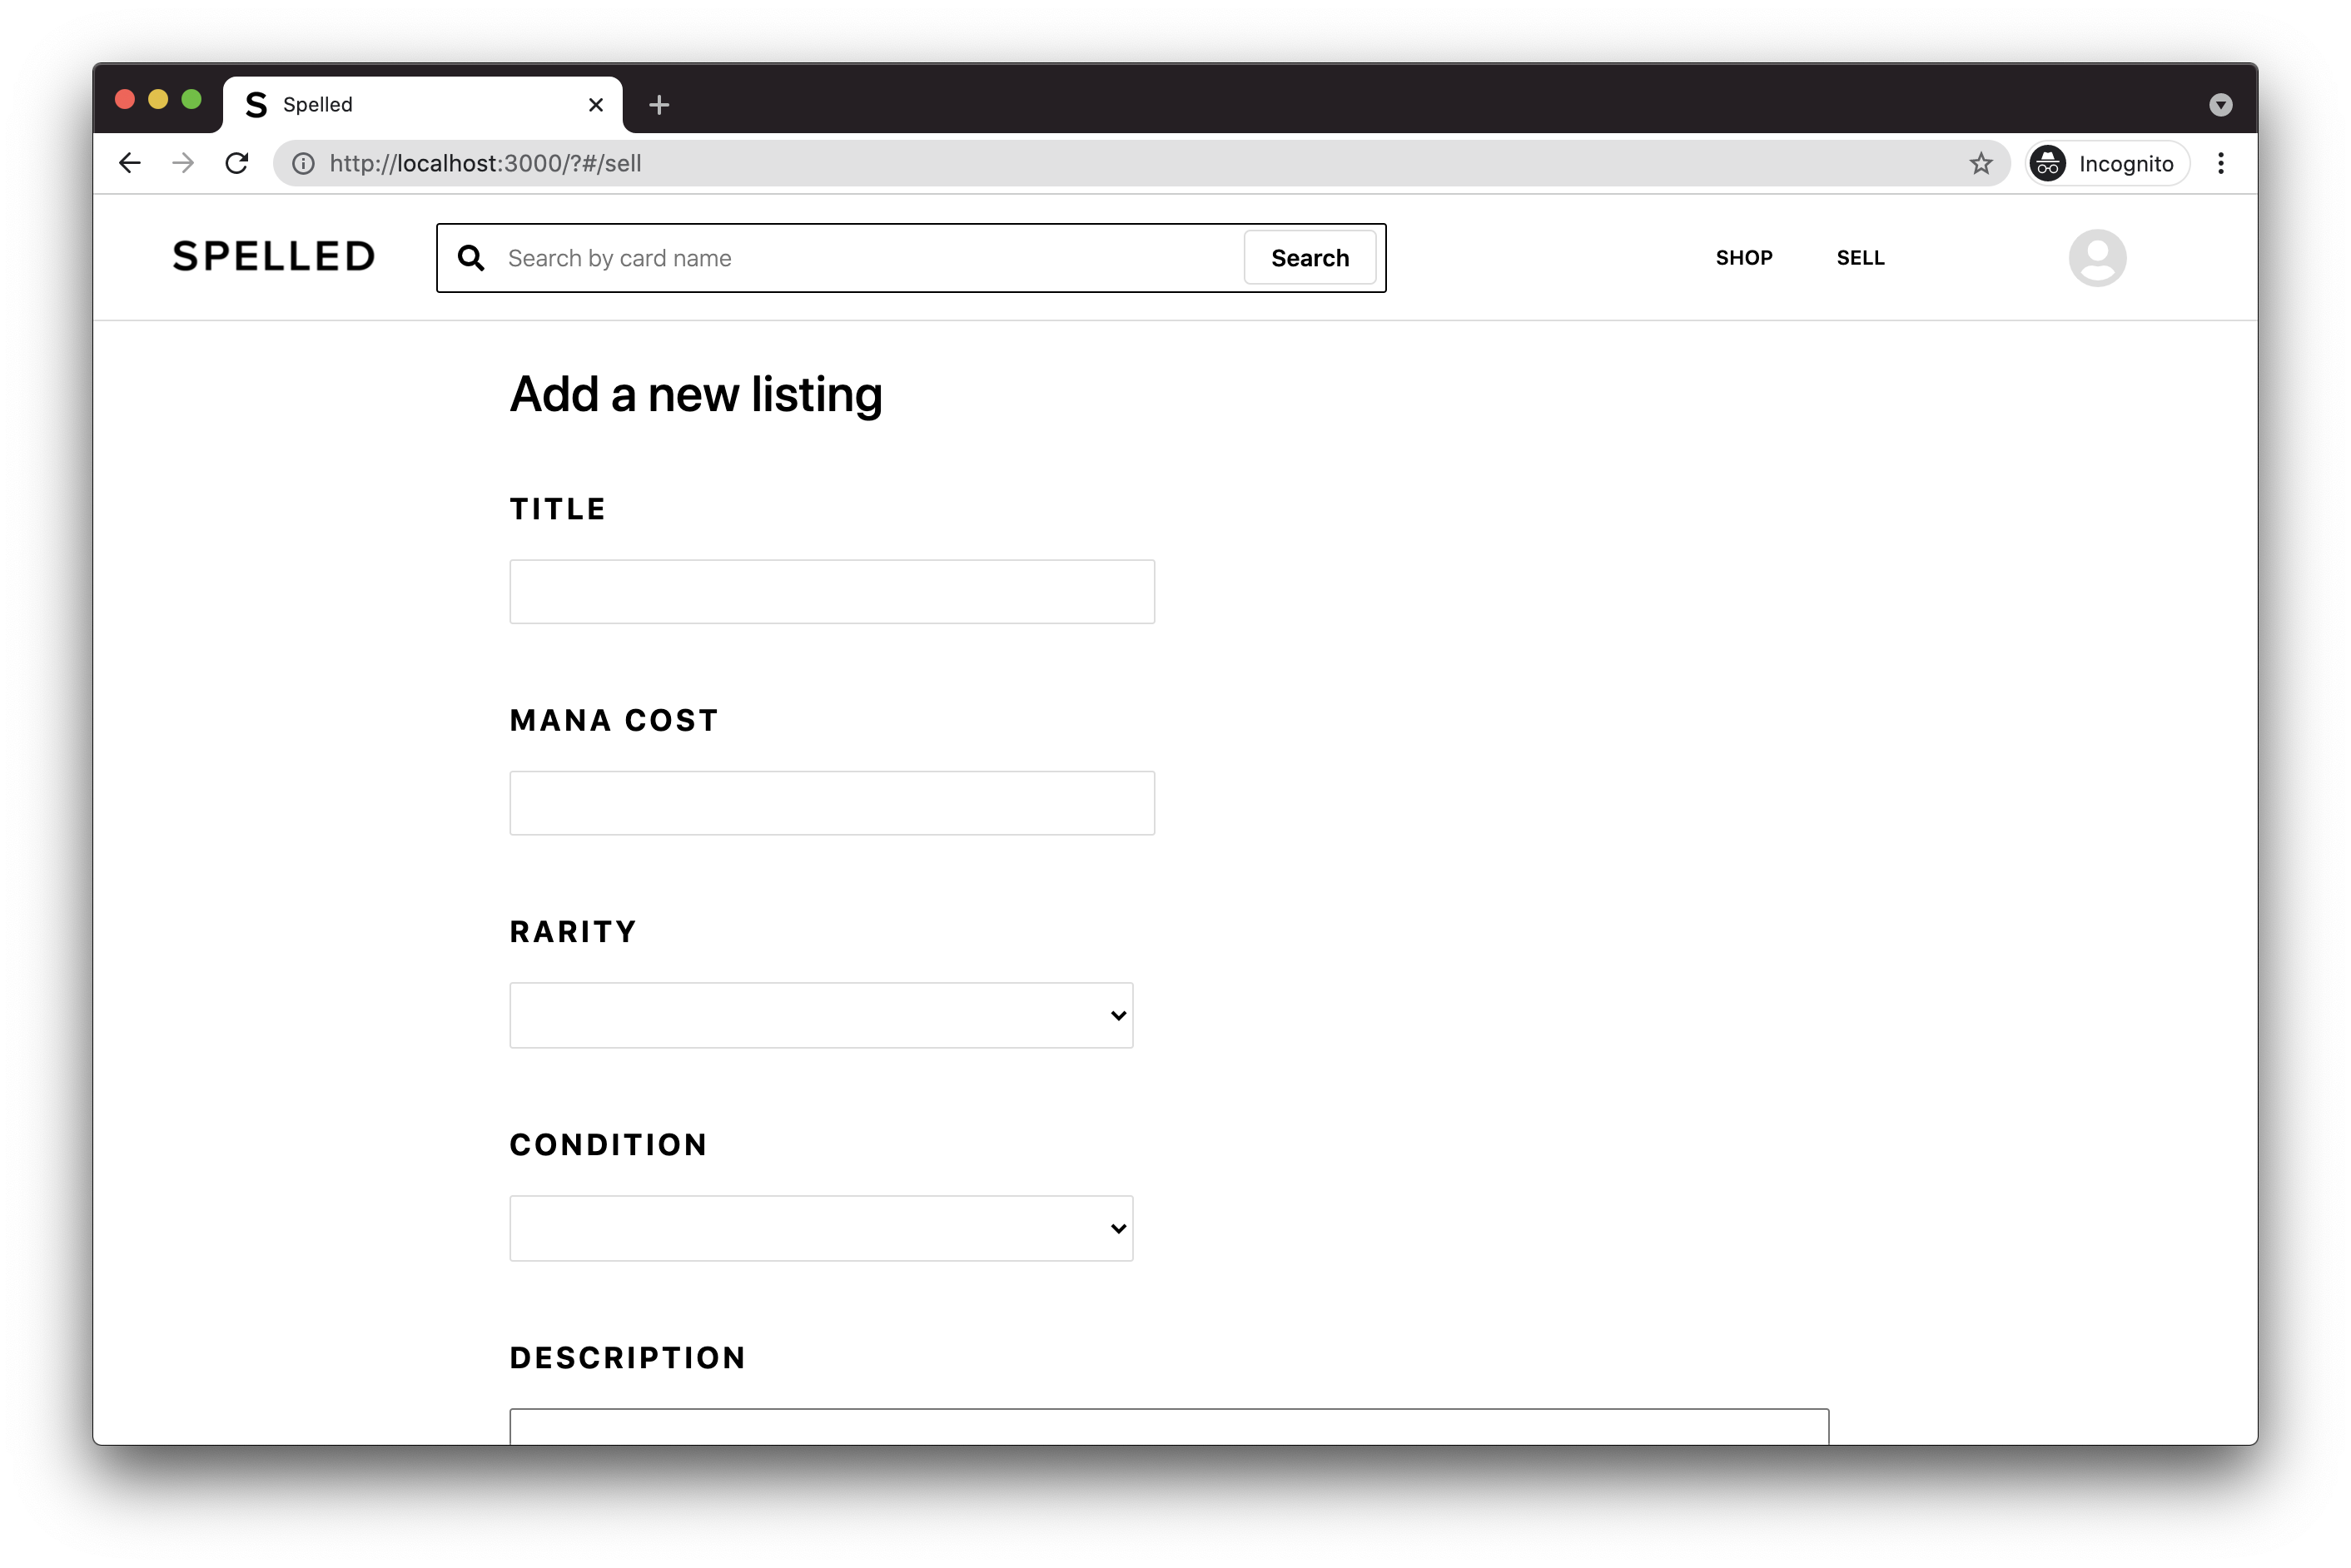 S Spelled
http://localhost:3000/?#/sell
Incognito
SPELLED
Search by card name
Search
SHOP
SELL
Add a new listing
TITLE
MANA COST
RARITY
CONDITION
DESCRIPTION